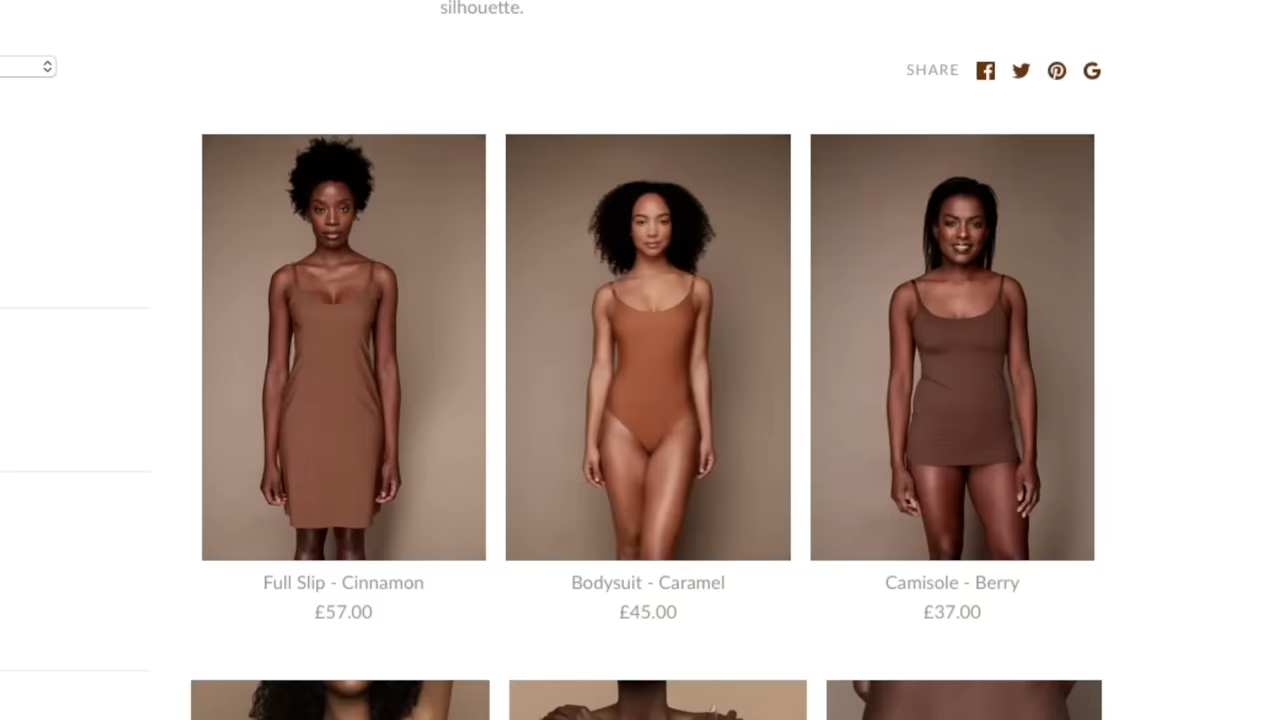 silhouette.
SHARE
Full Slip - Cinnamon
£57.00
Bodysuit - Caramel
£45.00
Camisole - Berry
£37.00